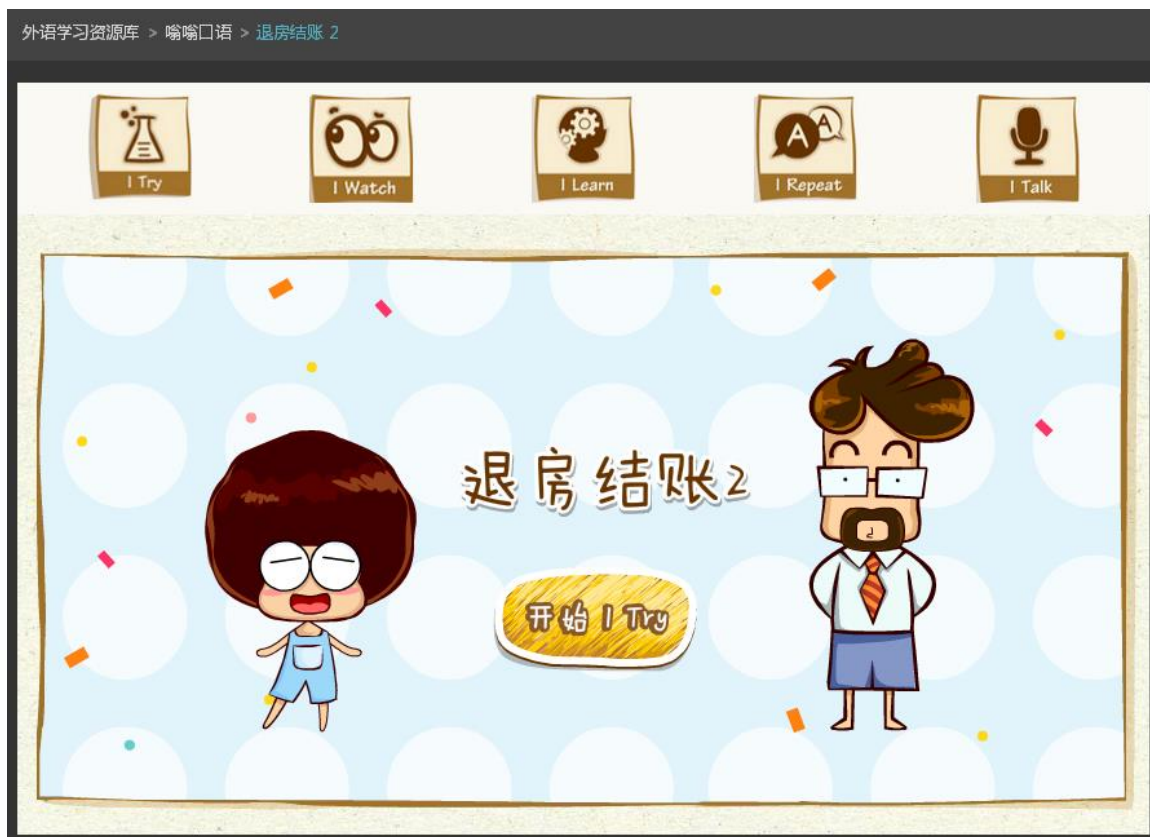 外语学习资源库 > 嗡嗡口语 > 退房结账 2
I Try
I Watch
I Learn
I Repeat
I Talk
退房结账2
开始 I Try